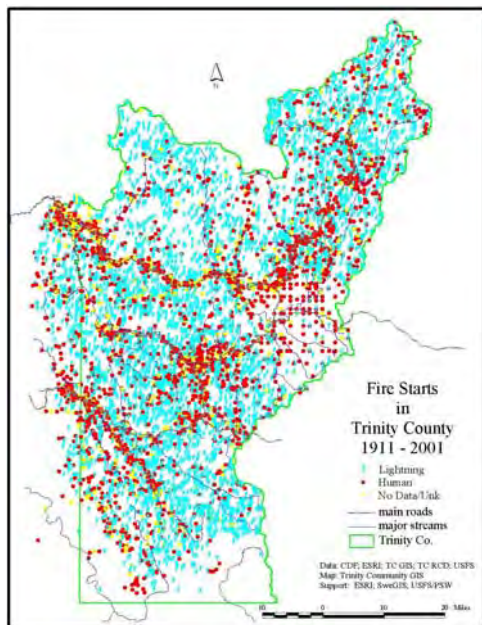 N
Fire Starts
in
Trinity County
1911 - 2001
Lightning
Human
No Data/Unk
main roads
major streams
Trinity Co.
Data: CDF; ESRI; TC GIS; TC RCD; USFS
Map: Trinity Community GIS
Support: ESRI; SweGIS; USFS/PSW
10 0 10 20 Miles